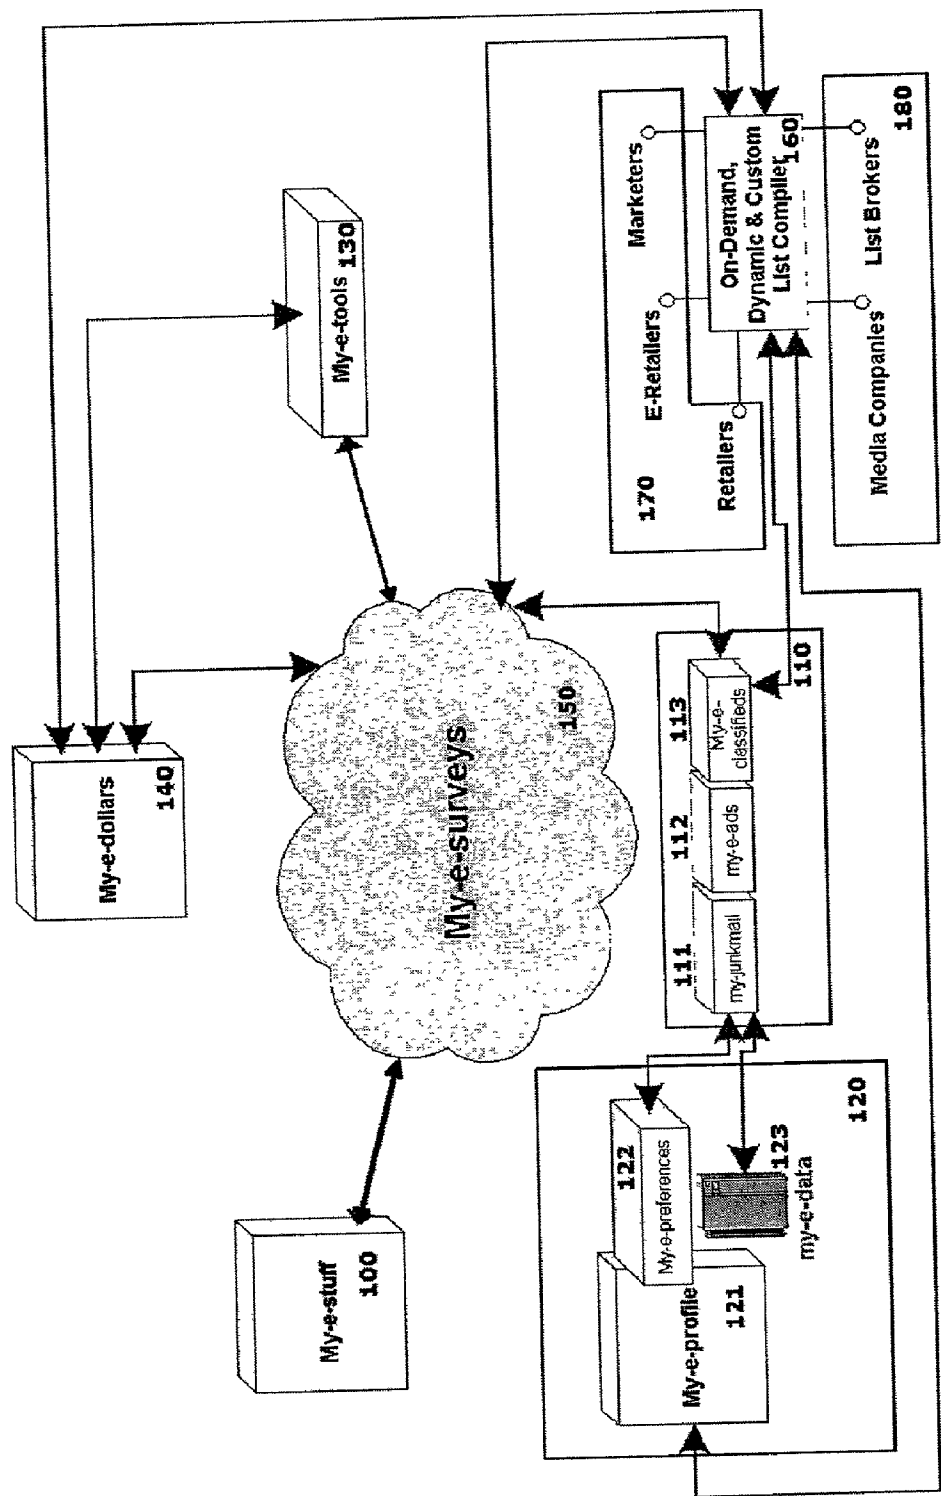 My-e-stuff
100
My-e-dollars
140
My-e-tools
130
My-e-surveys
150
My-e-preferences
122
My-e-profile
121
123
my-e-data
120
111
my-junkmail
112
my-e-ads
113
My-e-
classifieds
110
170
Marketers
E-Retailers
Retailers
On-Demand,
Dynamic & Custom
List Compiler
160
List Brokers
Media Companies
180